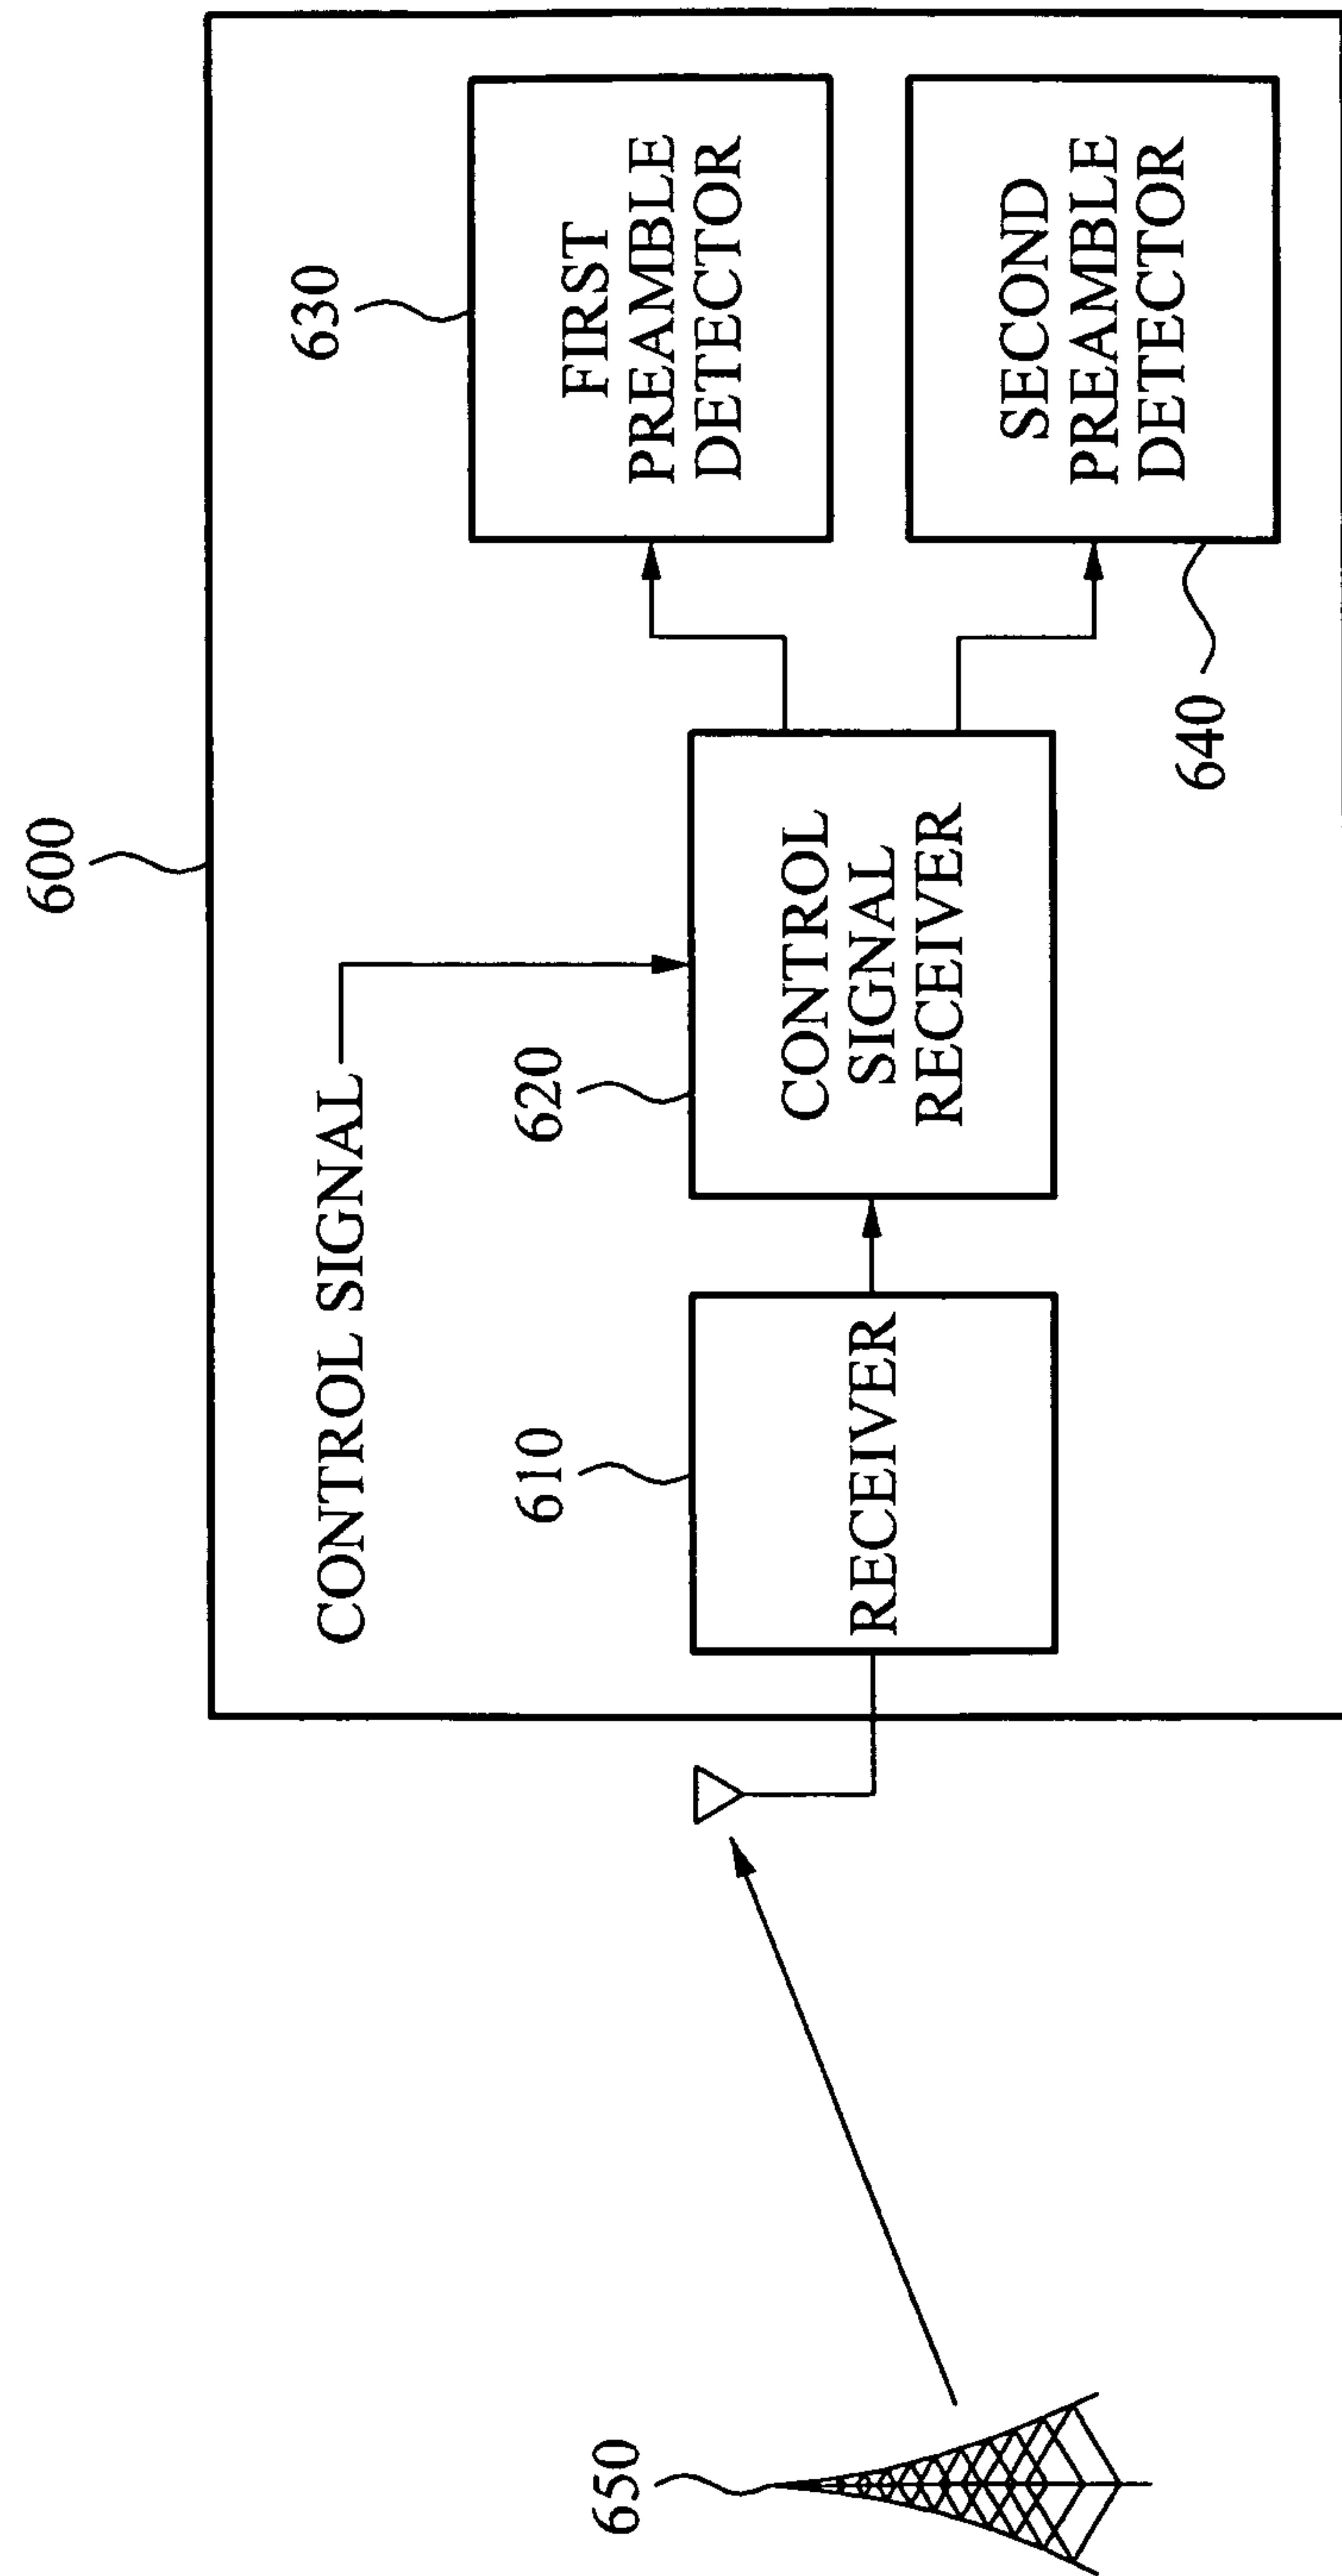 600
CONTROL SIGNAL
630
FIRST
PREAMBLE
DETECTOR
620
CONTROL
SIGNAL
RECEIVER
610
RECEIVER
SECOND
PREAMBLE
DETECTOR
640
650